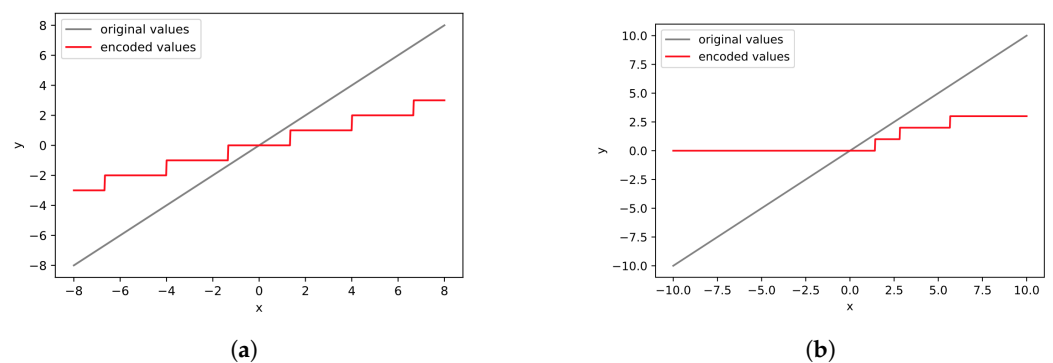 original values
encoded values
8
6
4
2
0
−2
−4
−6
−8
y
−8 −6 −4 −2 0 2 4 6 8
x
(a)
original values
encoded values
10.0
7.5
5.0
2.5
0.0
−2.5
−5.0
−7.5
−10.0
y
−10.0 −7.5 −5.0 −2.5 0.0 2.5 5.0 7.5 10.0
x
(b)